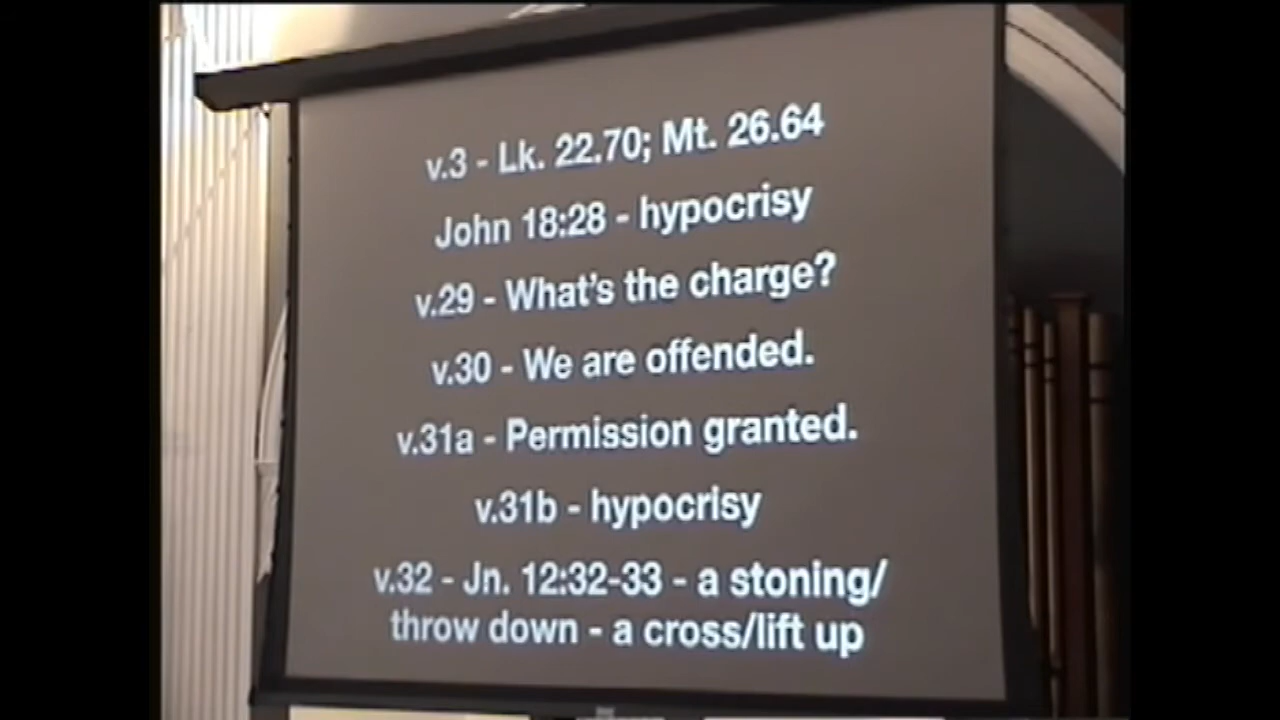 v.3 - Lk. 22.70; Mt. 26.64
John 18:28 - hypocrisy
v.29 - What's the charge?
v.30 - We are offended.
v.31a - Permission granted.
v.31b - hypocrisy
v.32 - Jn. 12:32-33 - a stoning/
throw down - a cross/lift up